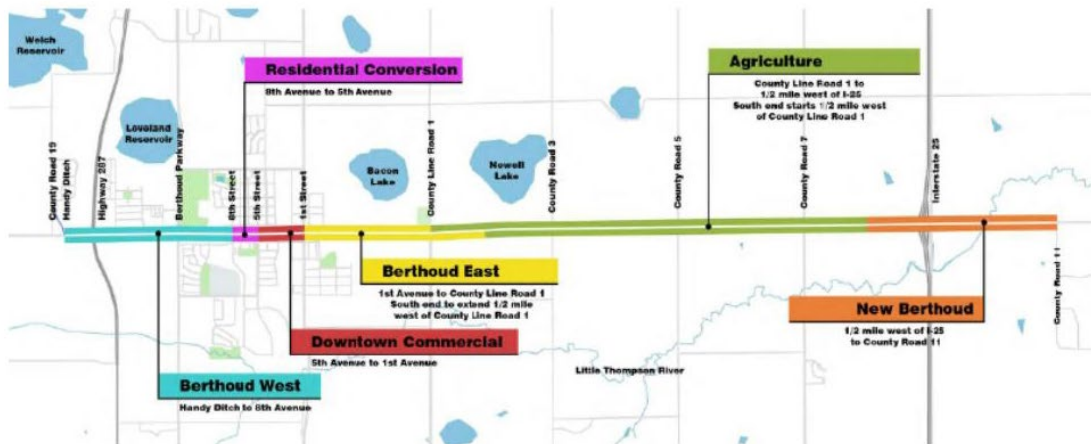 Welch
Reservoir
Residential Conversion
8th Avenue to 5th Avenue
Agriculture
County Line Road 1 to
1/2 mile west of I-25
South end starts 1/2 mile west
of County Line Road 1
Loveland
Reservoir
Bacon
Lake
Newell
Lake
County Road 19
Handy Ditch
Highway 287
Berthoud Parkway
8th Street
5th Street
1st Street
County Line Road 1
County Road 3
County Road 5
County Road 7
Interstate 25
Berthoud East
1st Avenue to County Line Road 1
South end to extend 1/2 mile
west of County Line Road 1
New Berthoud
1/2 mile west of I-25
to County Road 11
County Road 11
Downtown Commercial
5th Avenue to 1st Avenue
Little Thompson River
Berthoud West
Handy Ditch to 8th Avenue